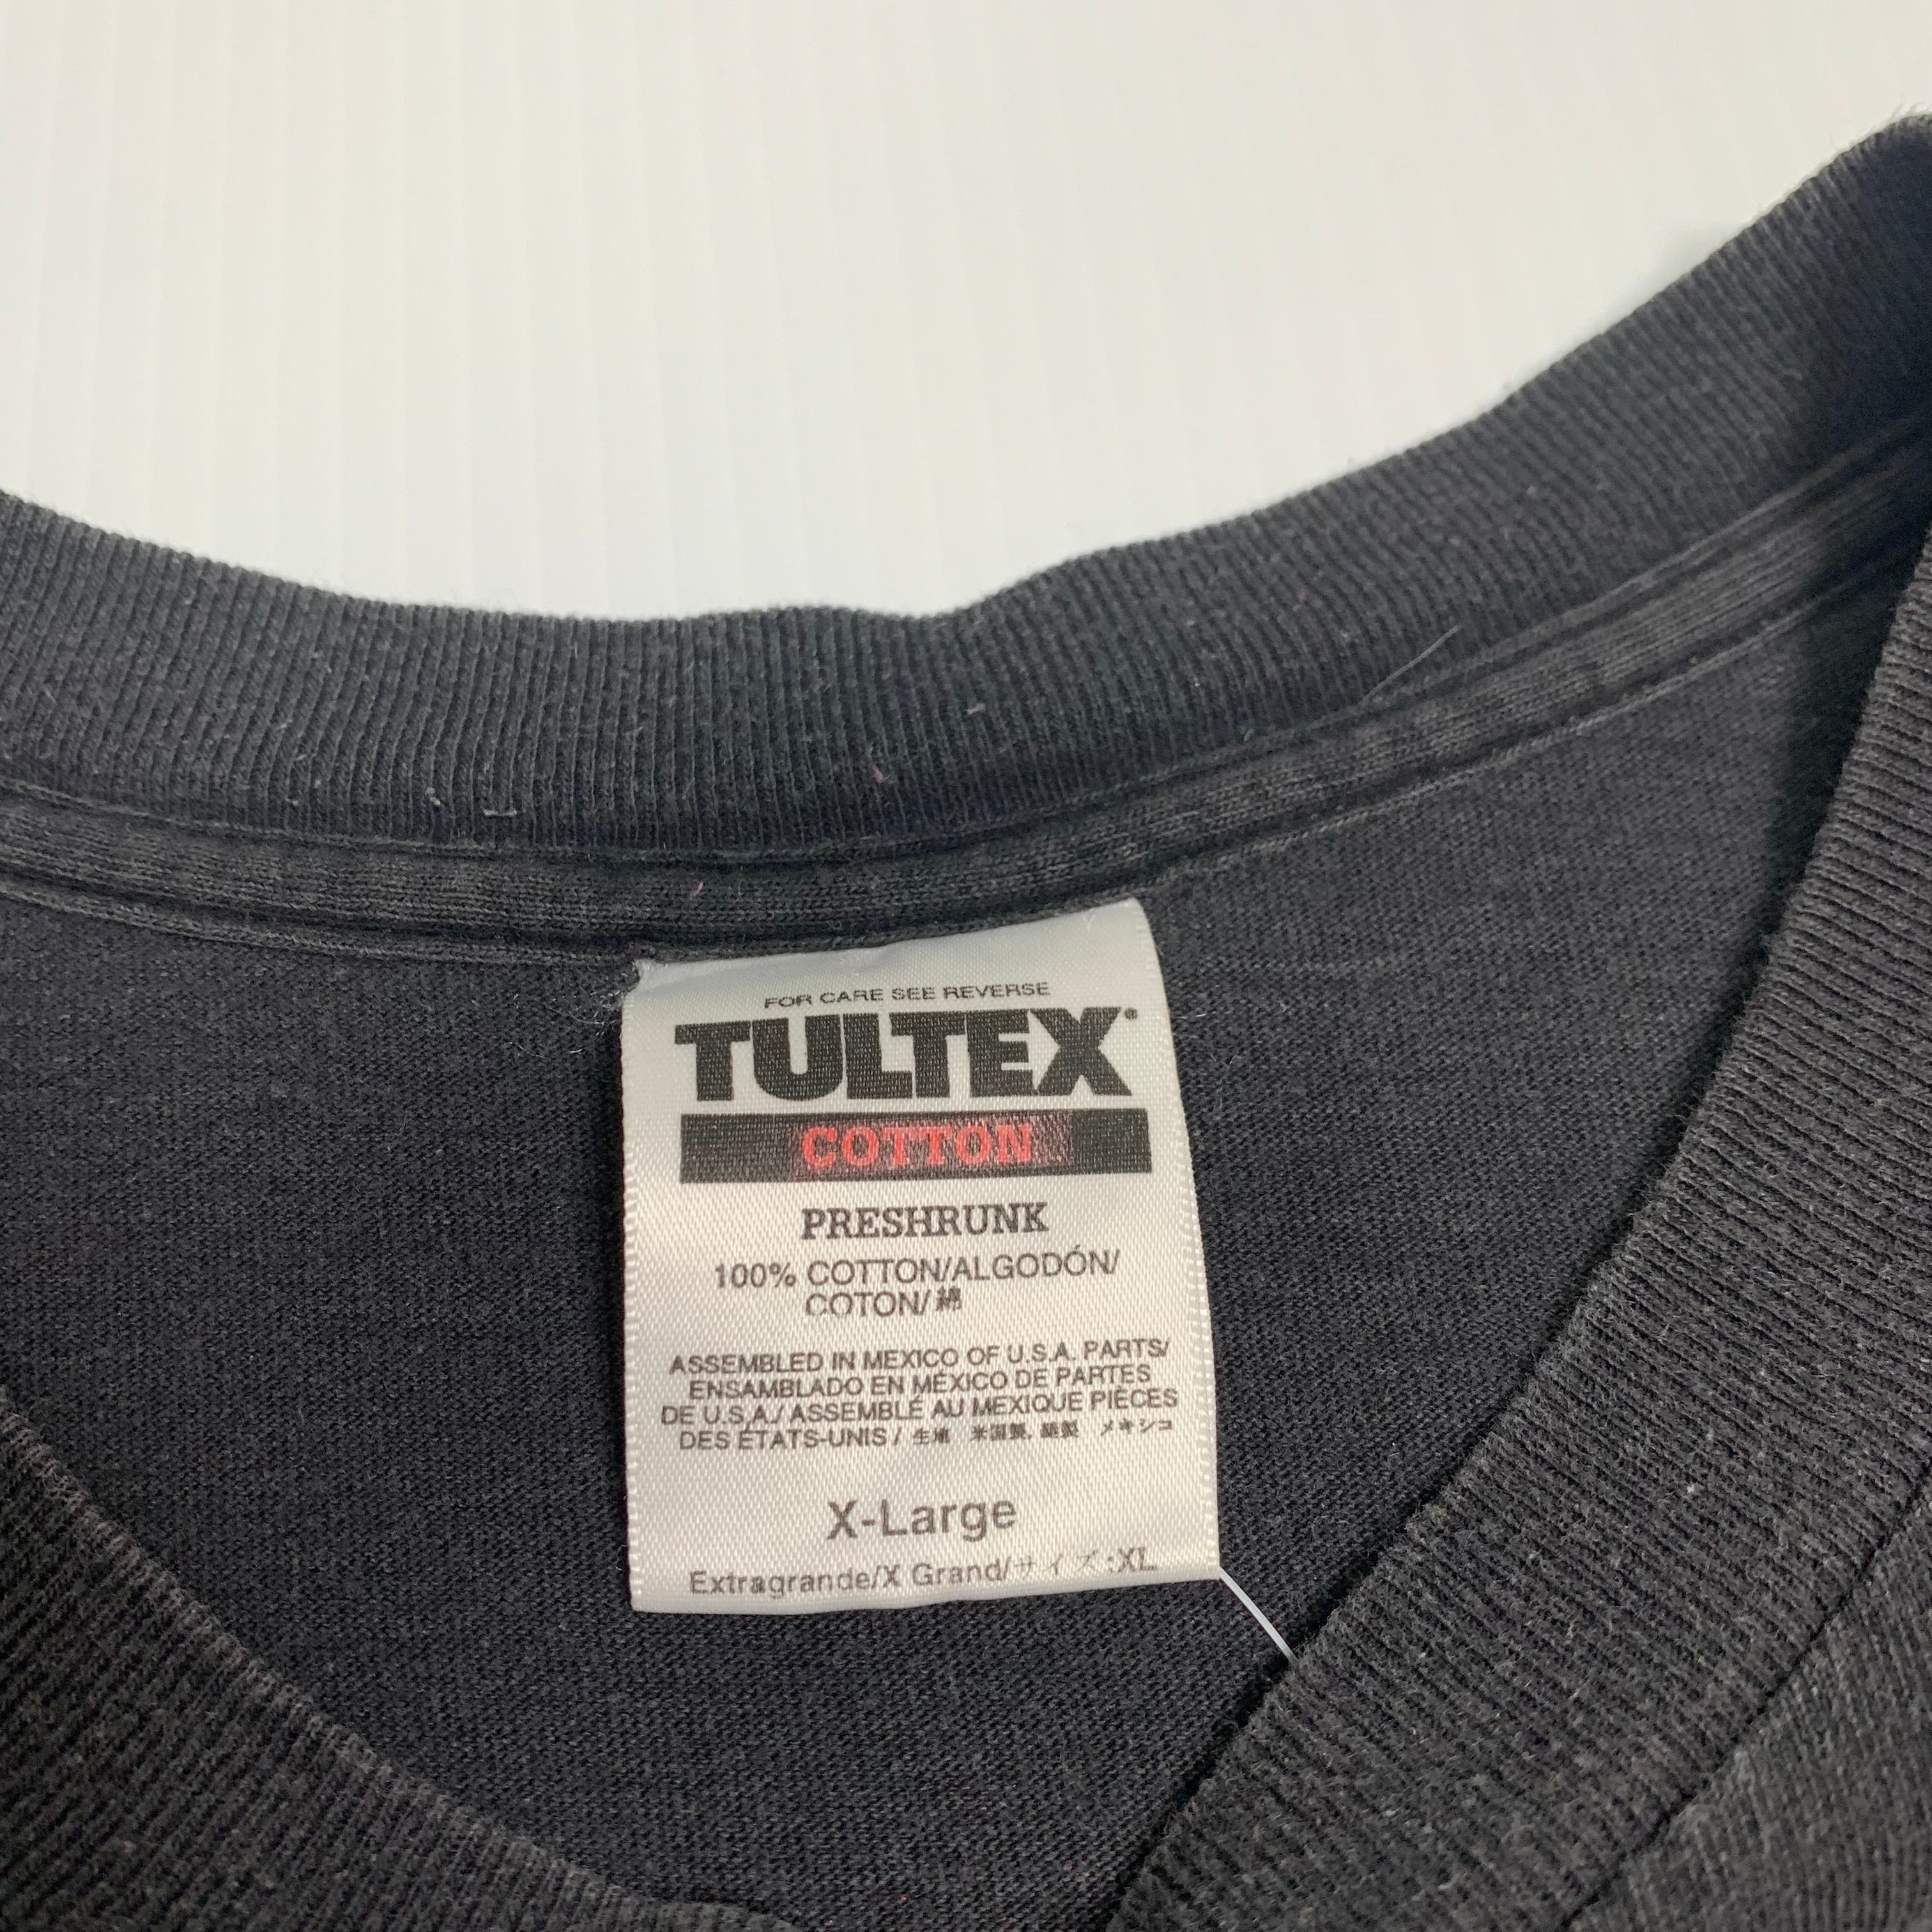 FOR CARE SEE REVERSE
TULTEX®
COTTON
PRESHRUNK
100% COTTON/ALGODÓN/
COTON/綿
ASSEMBLED IN MEXICO OF U.S.A. PARTS/
ENSAMBLADO EN MÉXICO DE PARTES
DE U.S.A./ASSEMBLÉ AU MEXIQUE PIÈCES
DES ÉTATS-UNIS / 生地 米国製, 縫製 メキシコ
X-Large
Extragrande/X Grand/サイズ:XL